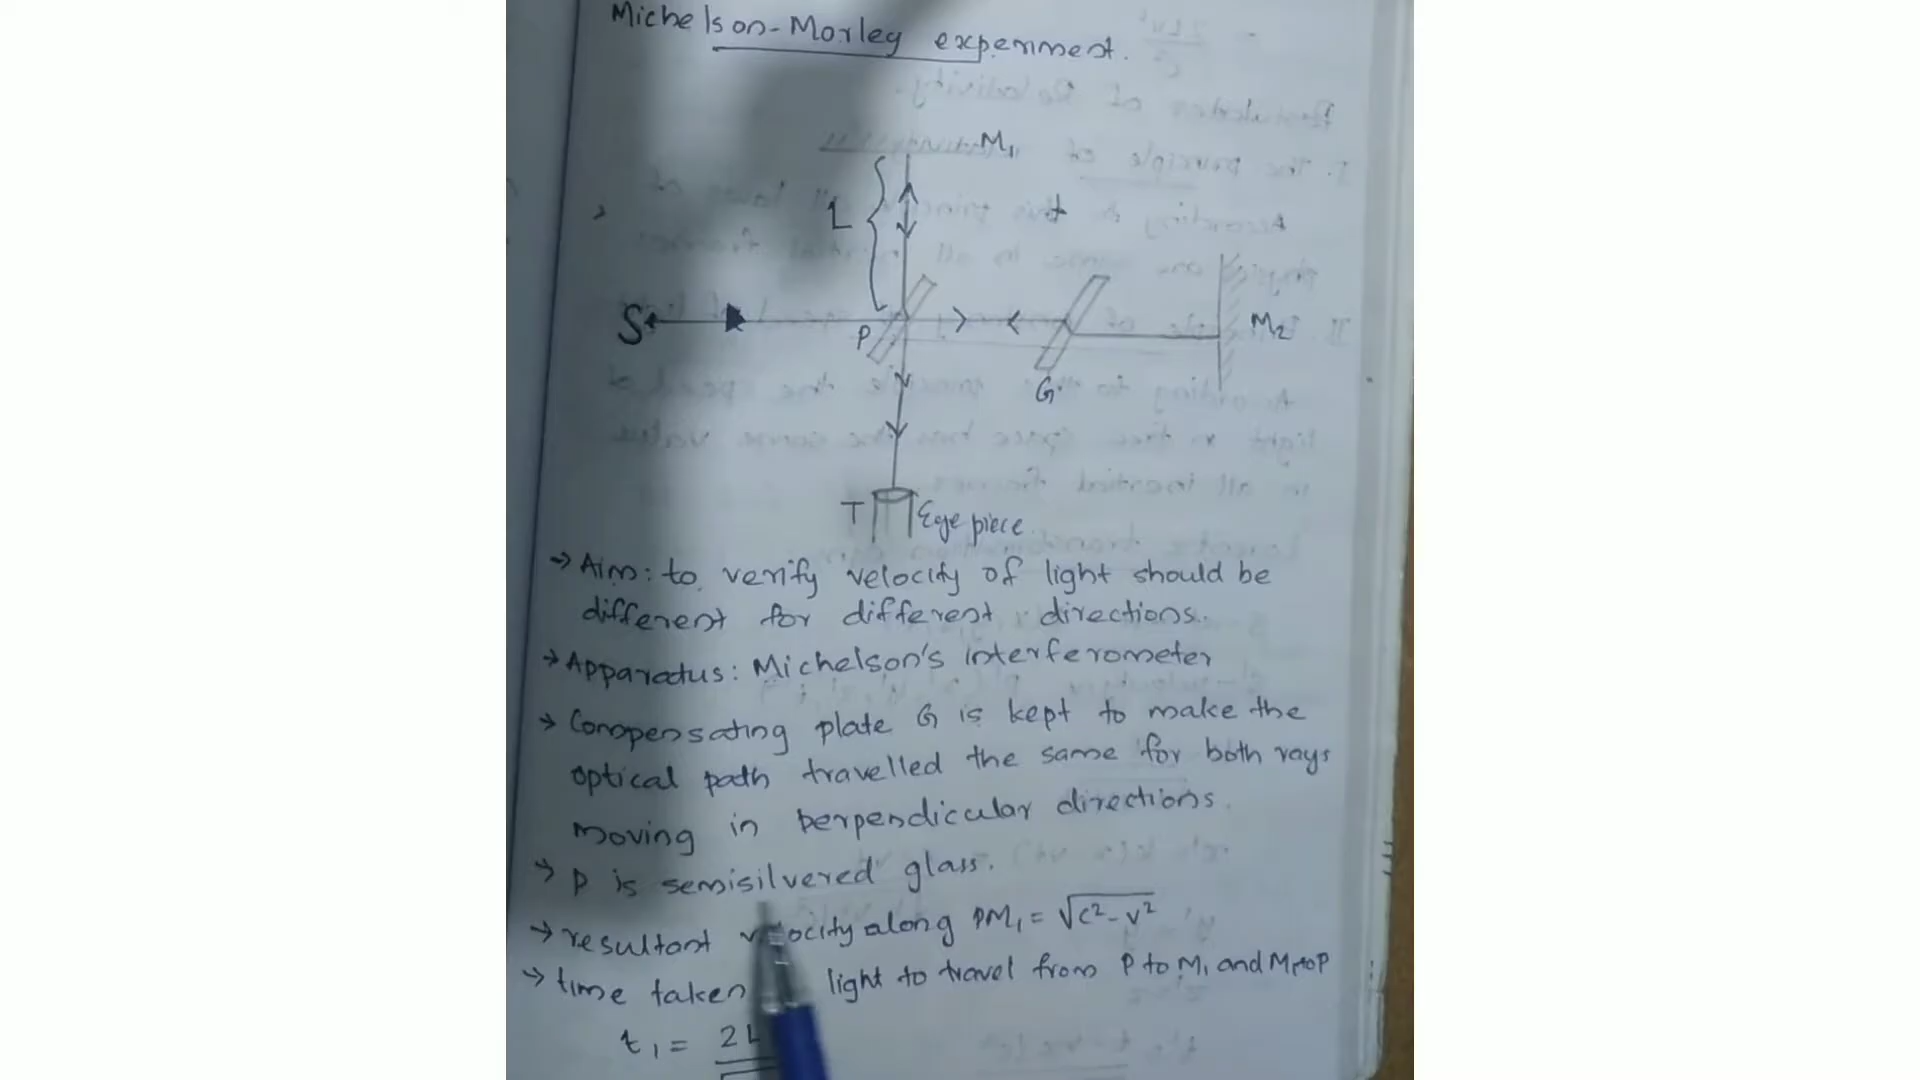 Michelson-Morley experiment.
M₁
L
S
P
M₂
G
T
Eye piece
→ Aim: to verify velocity of light should be
different for different directions.
→ Apparatus: Michelson's interferometer
→ Compensating plate G is kept to make the
optical path travelled the same for both rays
moving in perpendicular directions.
→ P is semisilvered glass.
→ resultant velocity along PM₁ = √c²-v²
→ time taken light to travel from P to M₁ and M₁ to P
t₁ = 2L